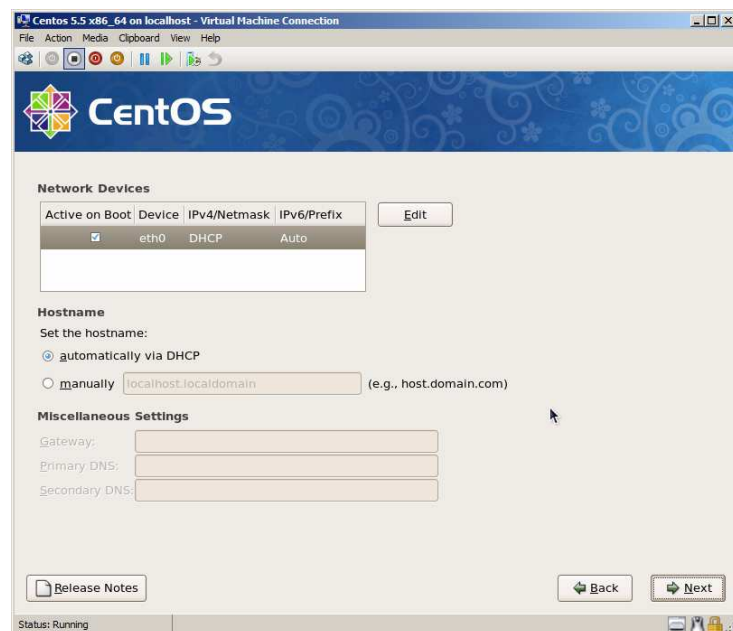 Centos 5.5 x86_64 on localhost - Virtual Machine Connection
File Action Media Clipboard View Help
CentOS
Network Devices
Active on Boot Device IPv4/Netmask IPv6/Prefix
Edit
eth0 DHCP Auto
Hostname
Set the hostname:
automatically via DHCP
manually localhost.localdomain (e.g., host.domain.com)
Miscellaneous Settings
Gateway:
Primary DNS:
Secondary DNS:
Release Notes
Back
Next
Status: Running